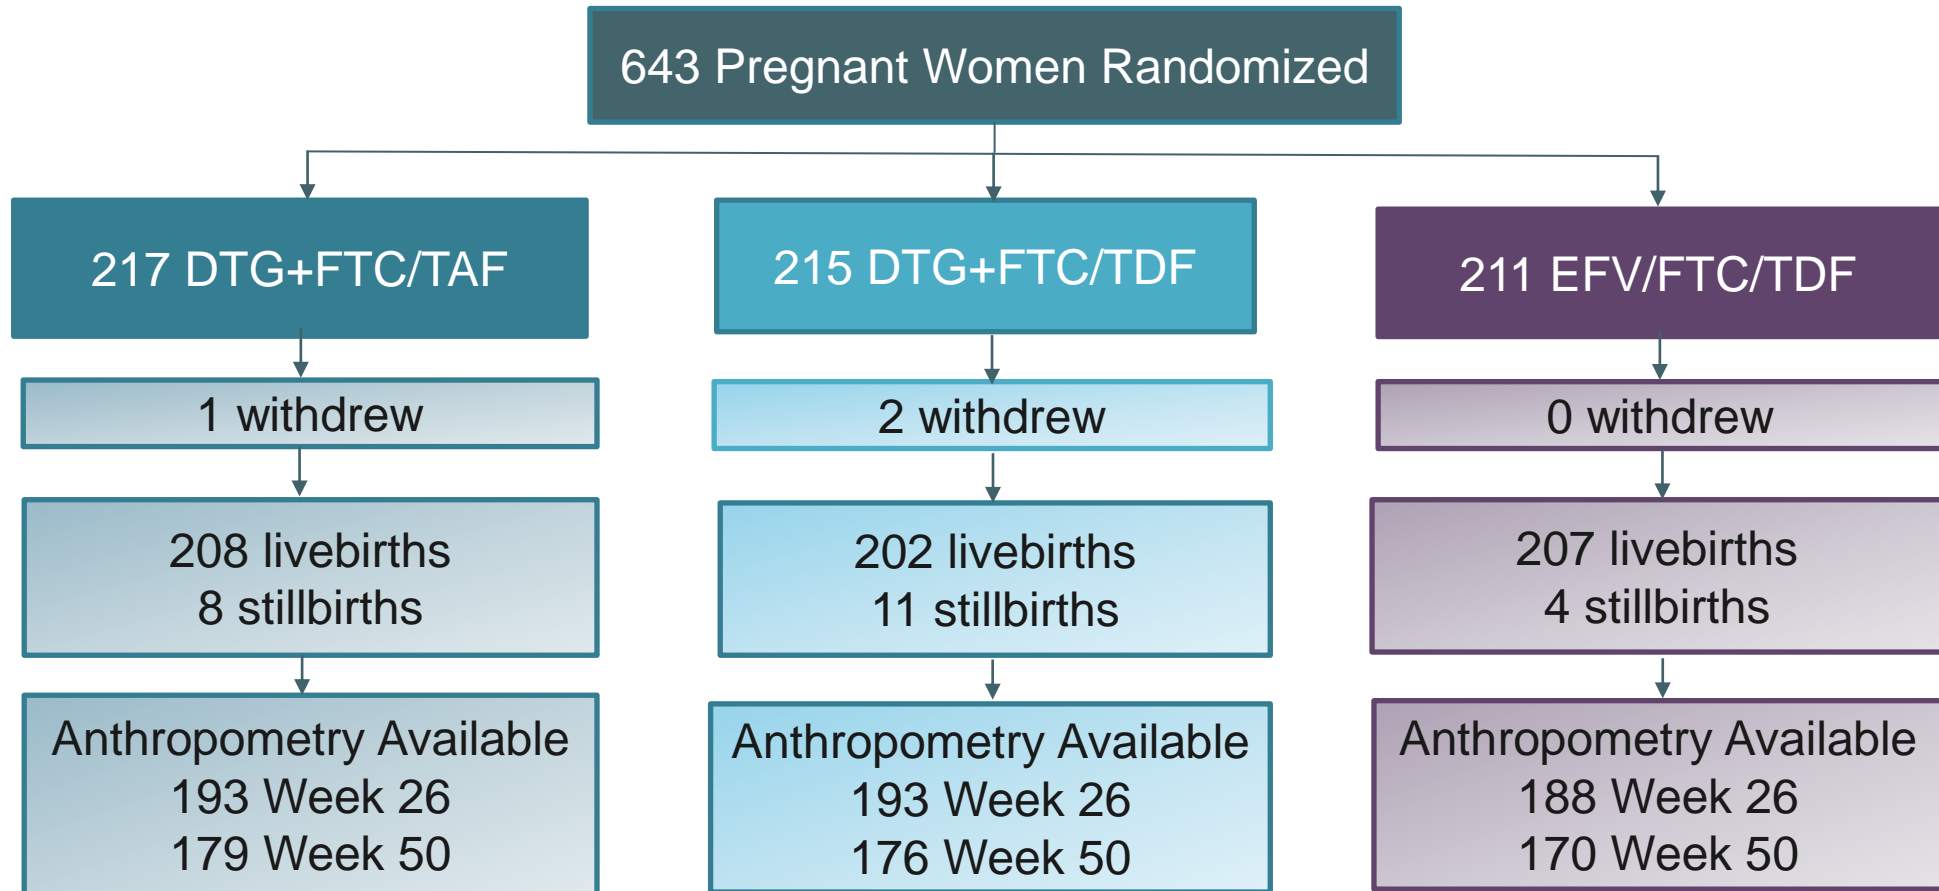 643 Pregnant Women Randomized
217 DTG+FTC/TAF
215 DTG+FTC/TDF
211 EFV/FTC/TDF
1 withdrew
2 withdrew
0 withdrew
208 livebirths
8 stillbirths
202 livebirths
11 stillbirths
207 livebirths
4 stillbirths
Anthropometry Available
193 Week 26
179 Week 50
Anthropometry Available
193 Week 26
176 Week 50
Anthropometry Available
188 Week 26
170 Week 50